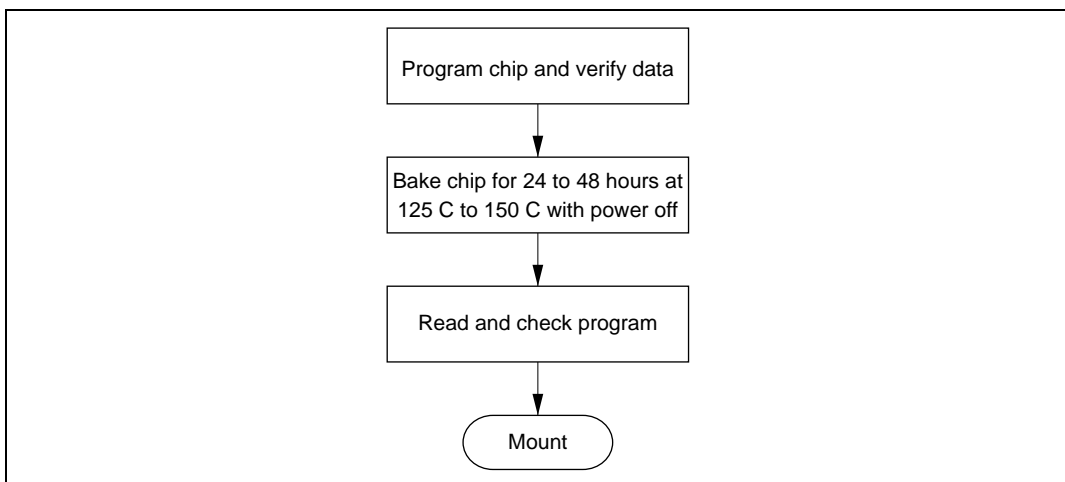 Program chip and verify data
Bake chip for 24 to 48 hours at
125 C to 150 C with power off
Read and check program
Mount